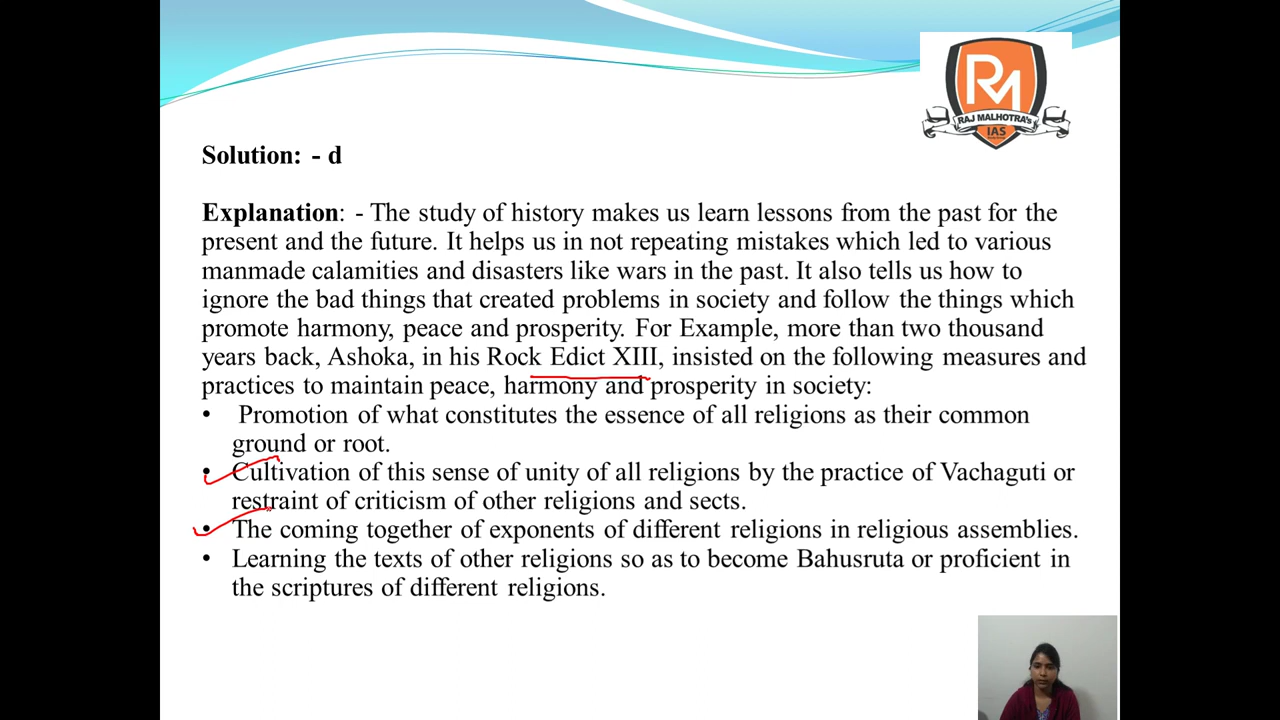 RM
RAJ MALHOTRA's
IAS
Solution: - d
Explanation: - The study of history makes us learn lessons from the past for the
present and the future. It helps us in not repeating mistakes which led to various
manmade calamities and disasters like wars in the past. It also tells us how to
ignore the bad things that created problems in society and follow the things which
promote harmony, peace and prosperity. For Example, more than two thousand
years back, Ashoka, in his Rock Edict XIII, insisted on the following measures and
practices to maintain peace, harmony and prosperity in society:
• Promotion of what constitutes the essence of all religions as their common
ground or root.
• Cultivation of this sense of unity of all religions by the practice of Vachaguti or
restraint of criticism of other religions and sects.
• The coming together of exponents of different religions in religious assemblies.
• Learning the texts of other religions so as to become Bahusruta or proficient in
the scriptures of different religions.